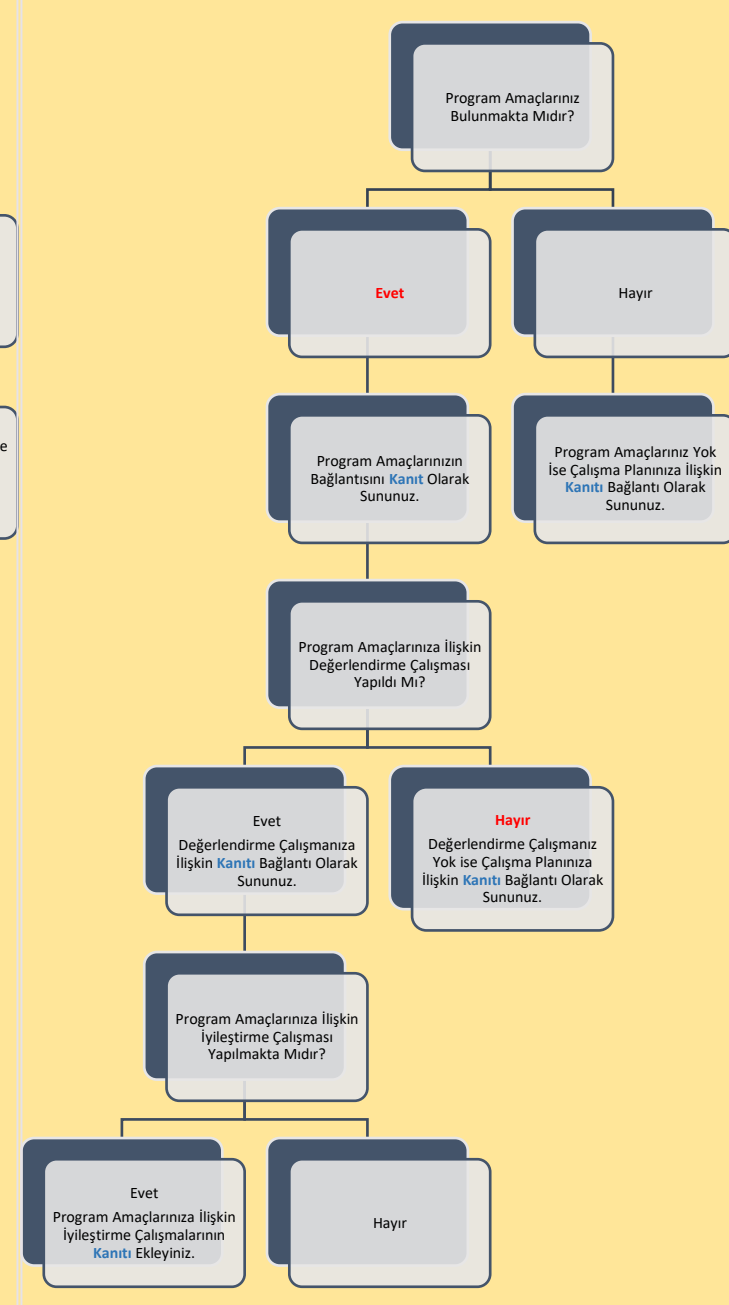 Program Amaçlarınız
Bulunmakta Mıdır?
Evet
Hayır
e
Program Amaçlarınızın
Bağlantısını Kanıt Olarak
Sununuz.
Program Amaçlarınız Yok
İse Çalışma Planınıza İlişkin
Kanıtı Bağlantı Olarak
Sununuz.
Program Amaçlarınıza İlişkin
Değerlendirme Çalışması
Yapıldı Mı?
Evet
Değerlendirme Çalışmanıza
İlişkin Kanıtı Bağlantı Olarak
Sununuz.
Hayır
Değerlendirme Çalışmanız
Yok ise Çalışma Planınıza
İlişkin Kanıtı Bağlantı Olarak
Sununuz.
Program Amaçlarınıza İlişkin
İyileştirme Çalışması
Yapılmakta Mıdır?
Evet
Program Amaçlarınıza İlişkin
İyileştirme Çalışmalarının
Kanıtı Ekleyiniz.
Hayır